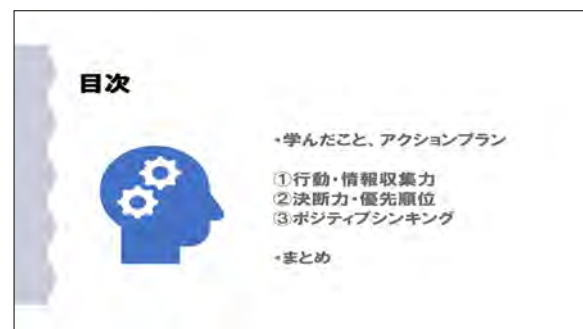 目次
・学んだこと、アクションプラン
①行動・情報収集力
②決断力・優先順位
③ポジティブシンキング
・まとめ